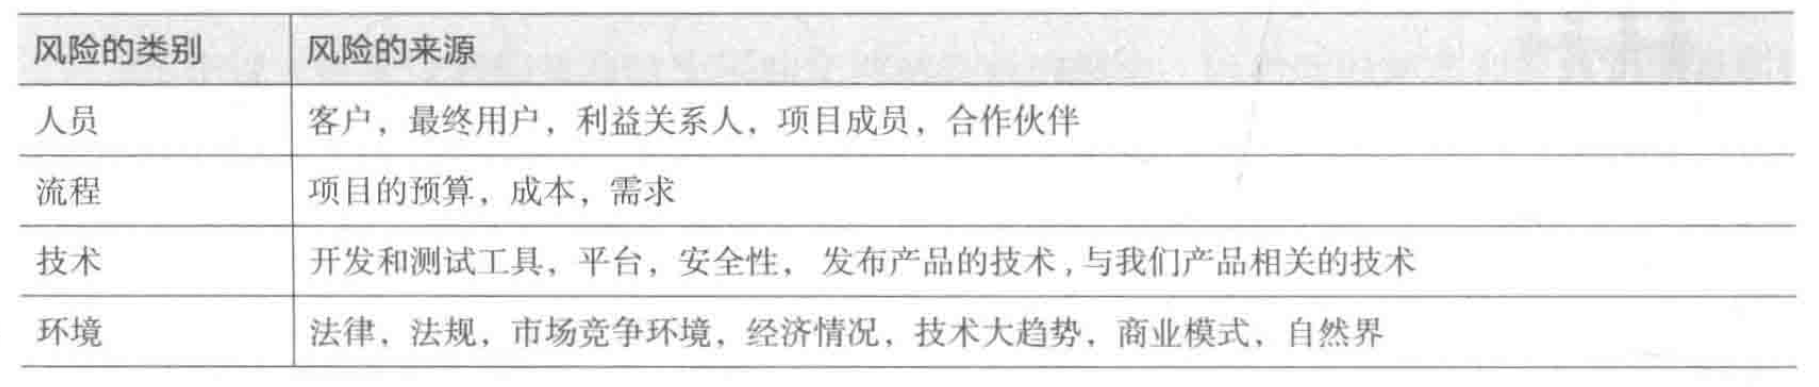 风险的类别 风险的来源
人员 客户，最终用户，利益关系人，项目成员，合作伙伴
流程 项目的预算，成本，需求
技术 开发和测试工具，平台，安全性， 发布产品的技术,与我们产品相关的技术
环境 法律，法规，市场竞争环境，经济情况，技术大趋势，商业模式，自然界